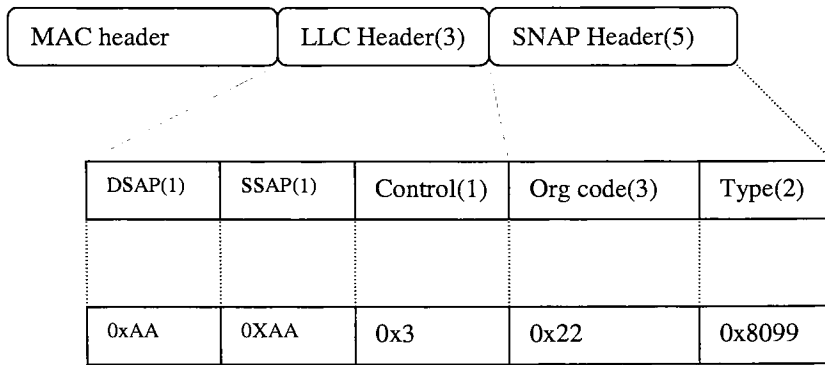 MAC header LLC Header(3) SNAP Header(5)
DSAP(1) SSAP(1) Control(1) Org code(3) Type(2)
0xAA 0XAA 0x3 0x22 0x8099